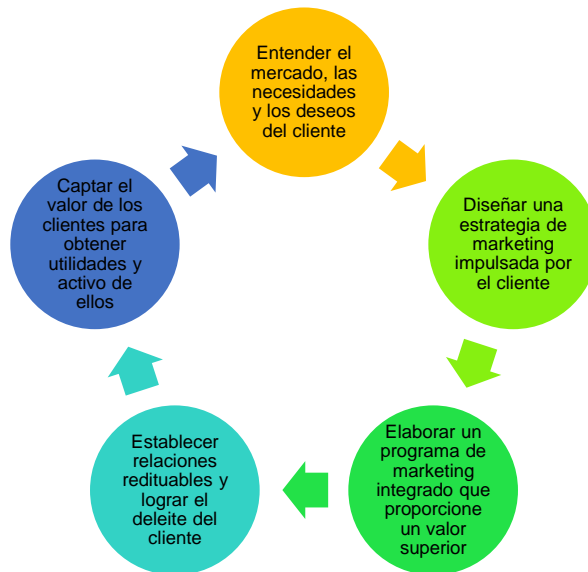 Entender el
mercado, las
necesidades
y los deseos
del cliente
Diseñar una
estrategia de
marketing
impulsada por
el cliente
Elaborar un
programa de
marketing
integrado que
proporcione
un valor
superior
Establecer
relaciones
redituables y
lograr el
deleite del
cliente
Captar el
valor de los
clientes para
obtener
utilidades y
activo de
ellos